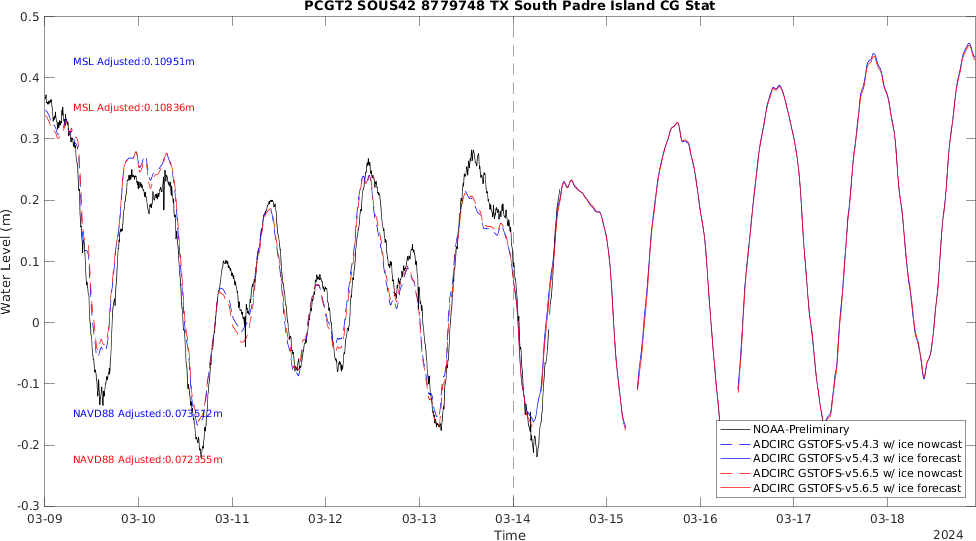 PCGT2 SOUS42 8779748 TX South Padre Island CG Stat
0.5
0.4
0.3
0.2
0.1
0
-0.1
-0.2
-0.3
Water Level (m)
MSL Adjusted:0.10951m
MSL Adjusted:0.10836m
NAVD88 Adjusted:0.073512m
NAVD88 Adjusted:0.072355m
NOAA-Preliminary
ADCIRC GSTOFS-v5.4.3 w/ ice nowcast
ADCIRC GSTOFS-v5.4.3 w/ ice forecast
ADCIRC GSTOFS-v5.6.5 w/ ice nowcast
ADCIRC GSTOFS-v5.6.5 w/ ice forecast
03-09 03-10 03-11 03-12 03-13 03-14 03-15 03-16 03-17 03-18
Time
2024